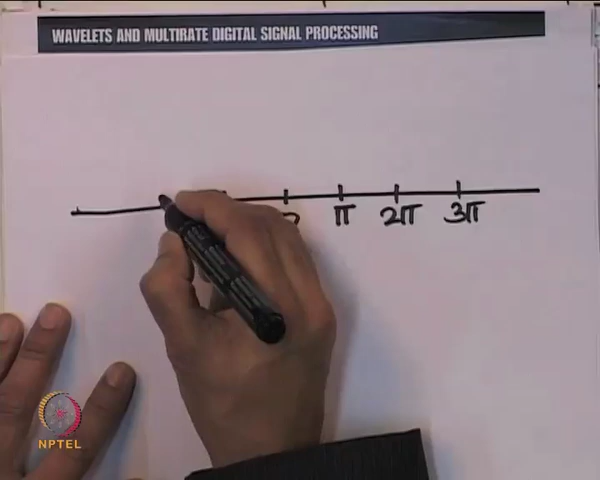 WAVELETS AND MULTIRATE DIGITAL SIGNAL PROCESSING
π 2π 3π
NPTEL